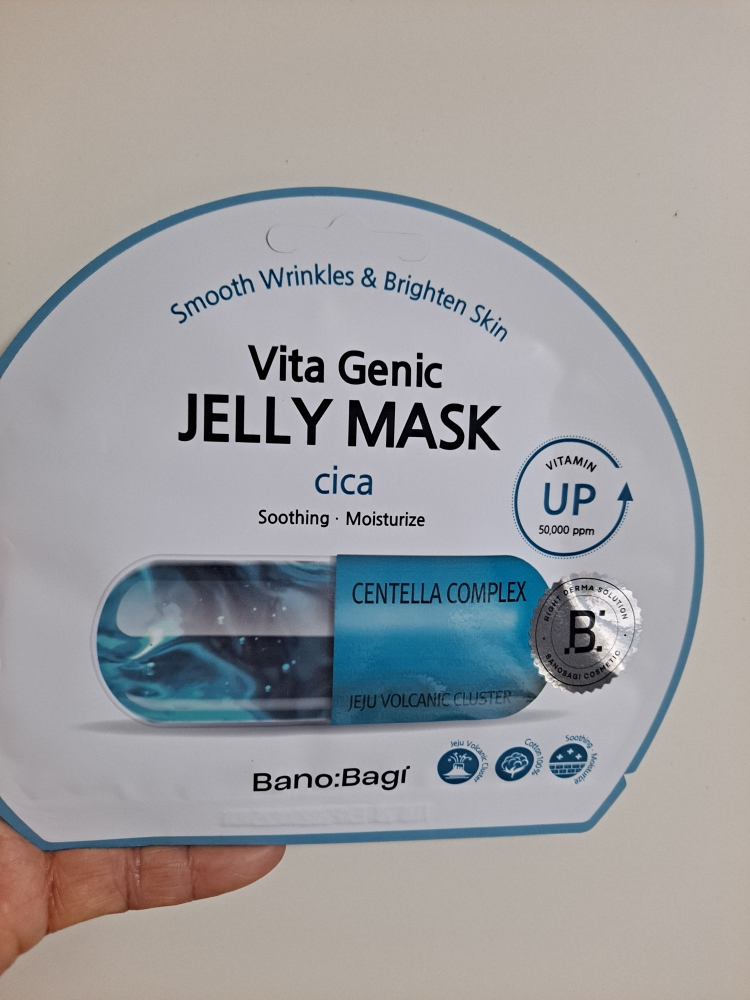 Smooth Wrinkles & Brighten Skin
Vita Genic
JELLY MASK
cica
Soothing · Moisturize
VITAMIN
UP
50,000 ppm
CENTELLA COMPLEX
JEJU VOLCANIC CLUSTER
RIGHT DERMA SOLUTION
B:
BANOBAGI COSMETIC
Bano:Bagi
Jeju Volcanic Cluster
Cotton 100%
Soothing · Moisturize